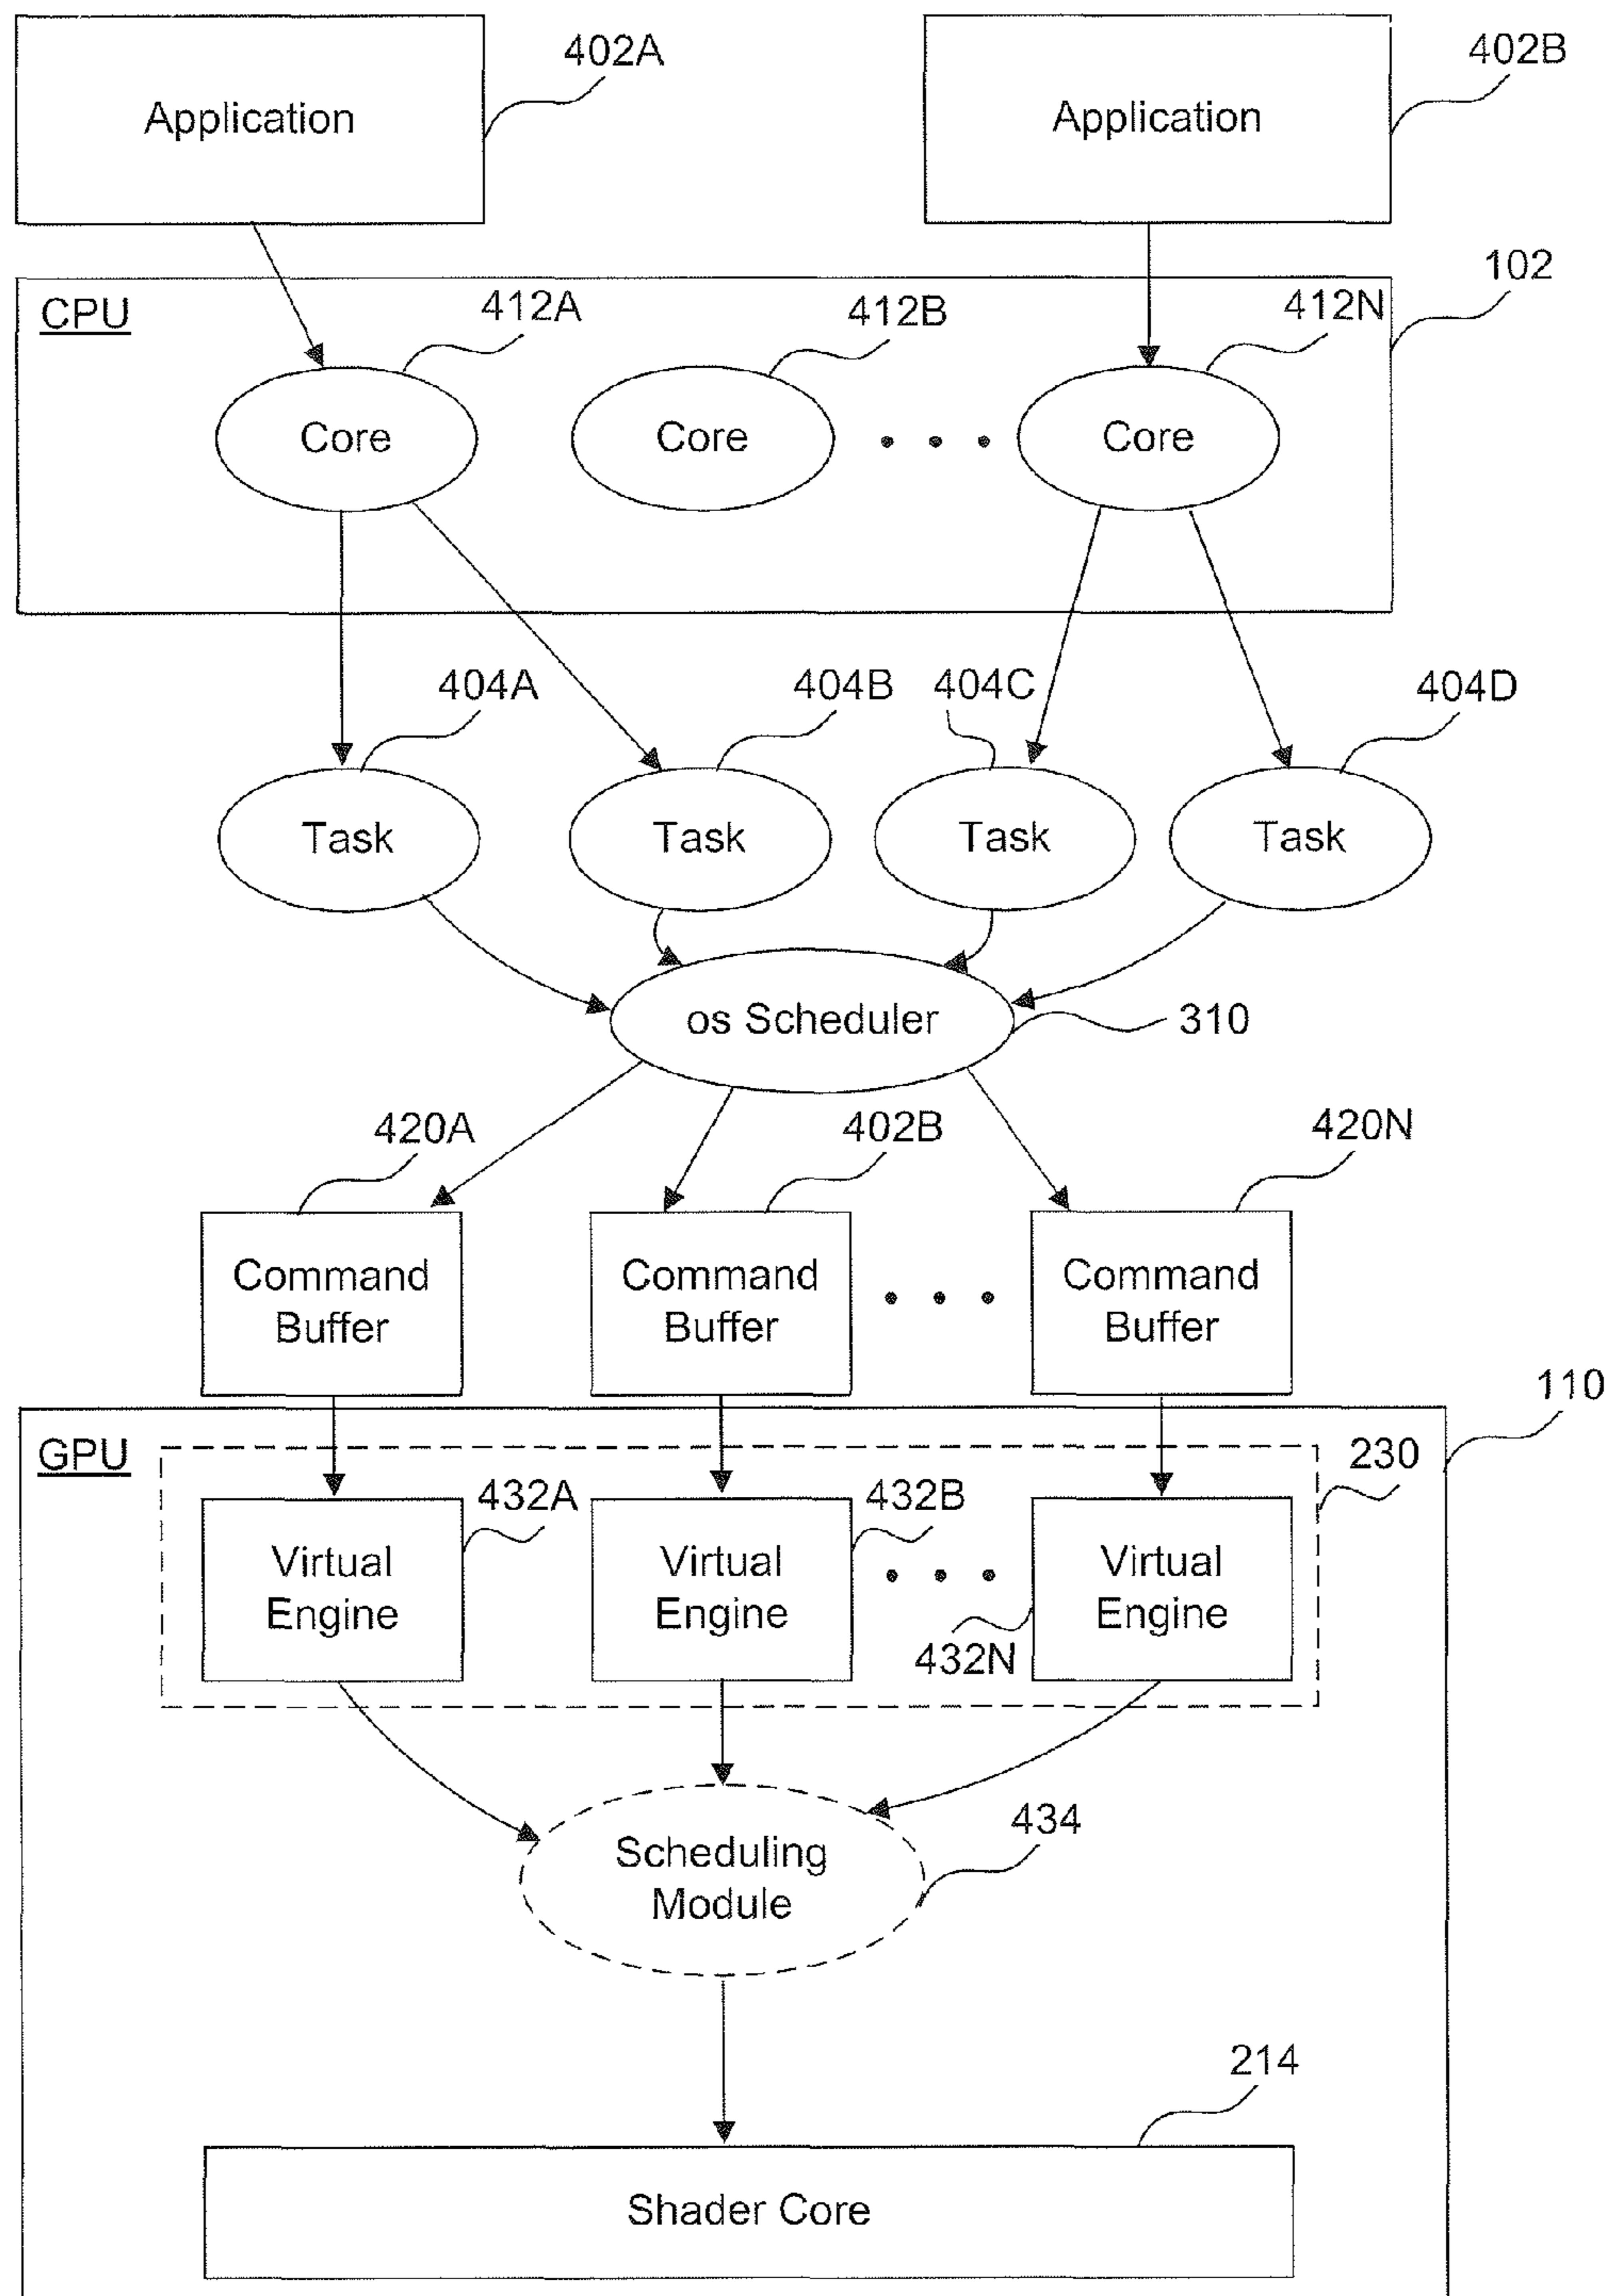 402A
402B
Application
Application
102
CPU
412A
412B
412N
Core
Core
Core
404A
404B
404C
404D
Task
Task
Task
Task
os Scheduler
310
420A
402B
420N
Command
Buffer
Command
Buffer
Command
Buffer
110
GPU
230
432A
432B
Virtual
Engine
Virtual
Engine
Virtual
Engine
432N
434
Scheduling
Module
214
Shader Core